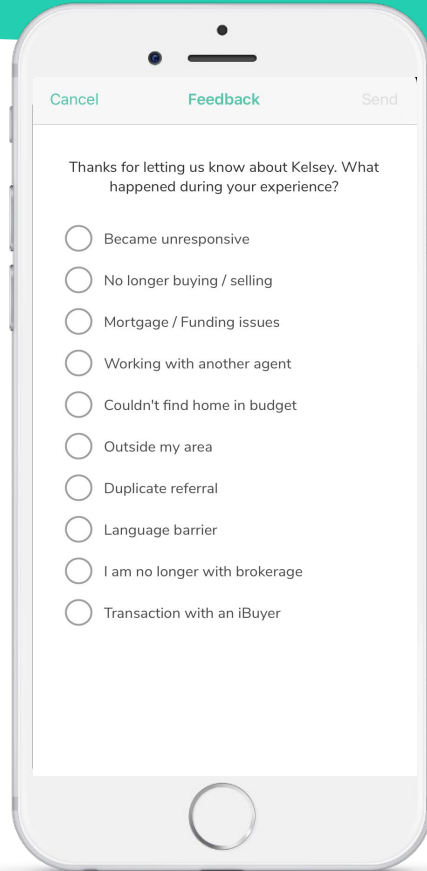 Cancel Feedback Send
Thanks for letting us know about Kelsey. What
happened during your experience?
Became unresponsive
No longer buying / selling
Mortgage / Funding issues
Working with another agent
Couldn't find home in budget
Outside my area
Duplicate referral
Language barrier
I am no longer with brokerage
Transaction with an iBuyer